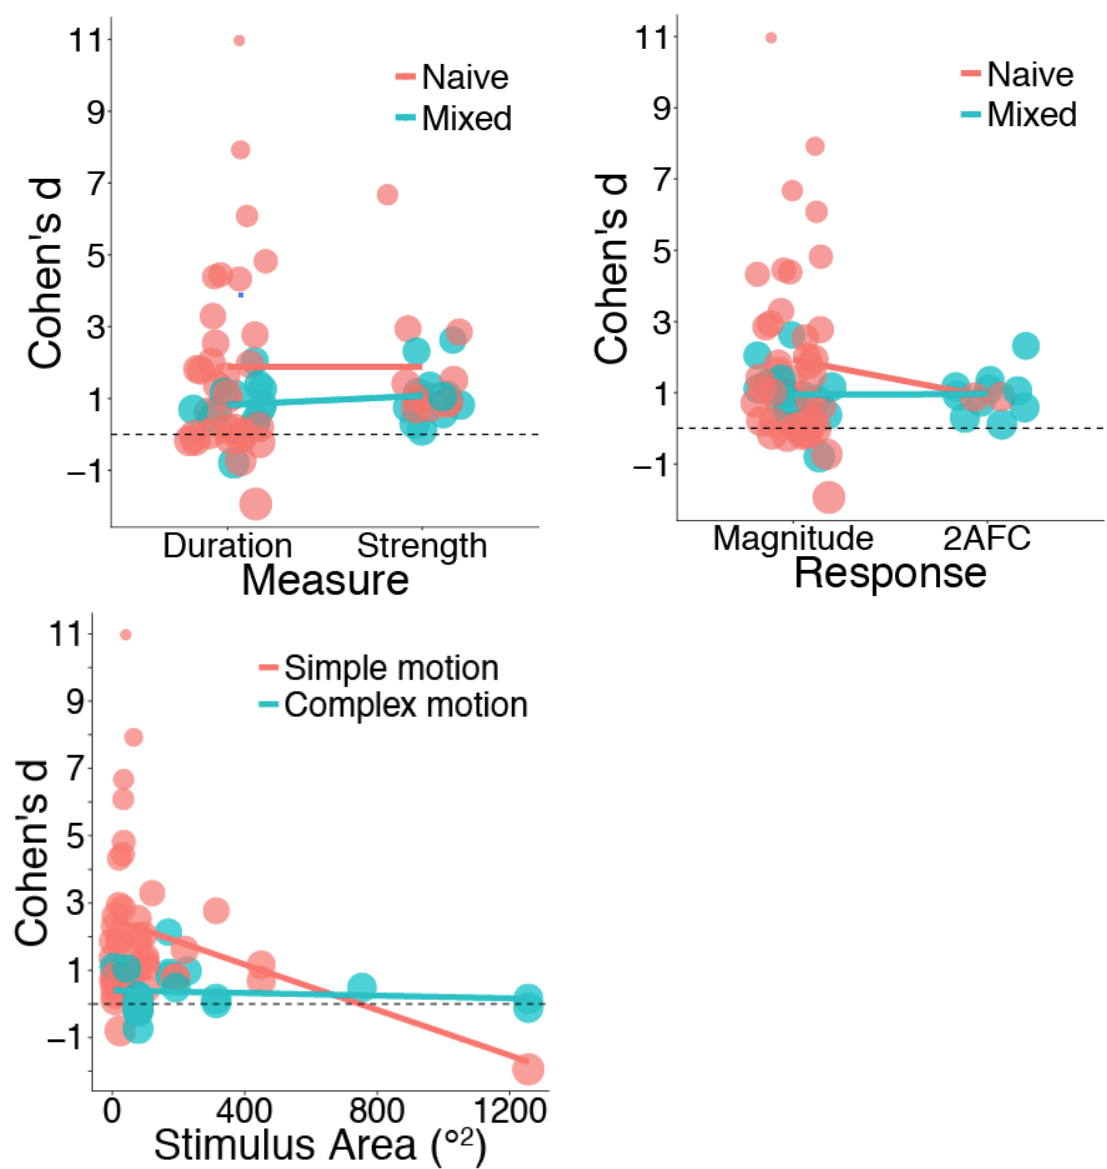 Cohen's d
11
9
7
5
3
1
−1
Naive
Mixed
Duration Strength
Measure
Cohen's d
11
9
7
5
3
1
−1
Naive
Mixed
Magnitude 2AFC
Response
Cohen's d
11
9
7
5
3
1
−1
Simple motion
Complex motion
0 400 800 1200
Stimulus Area (°²)